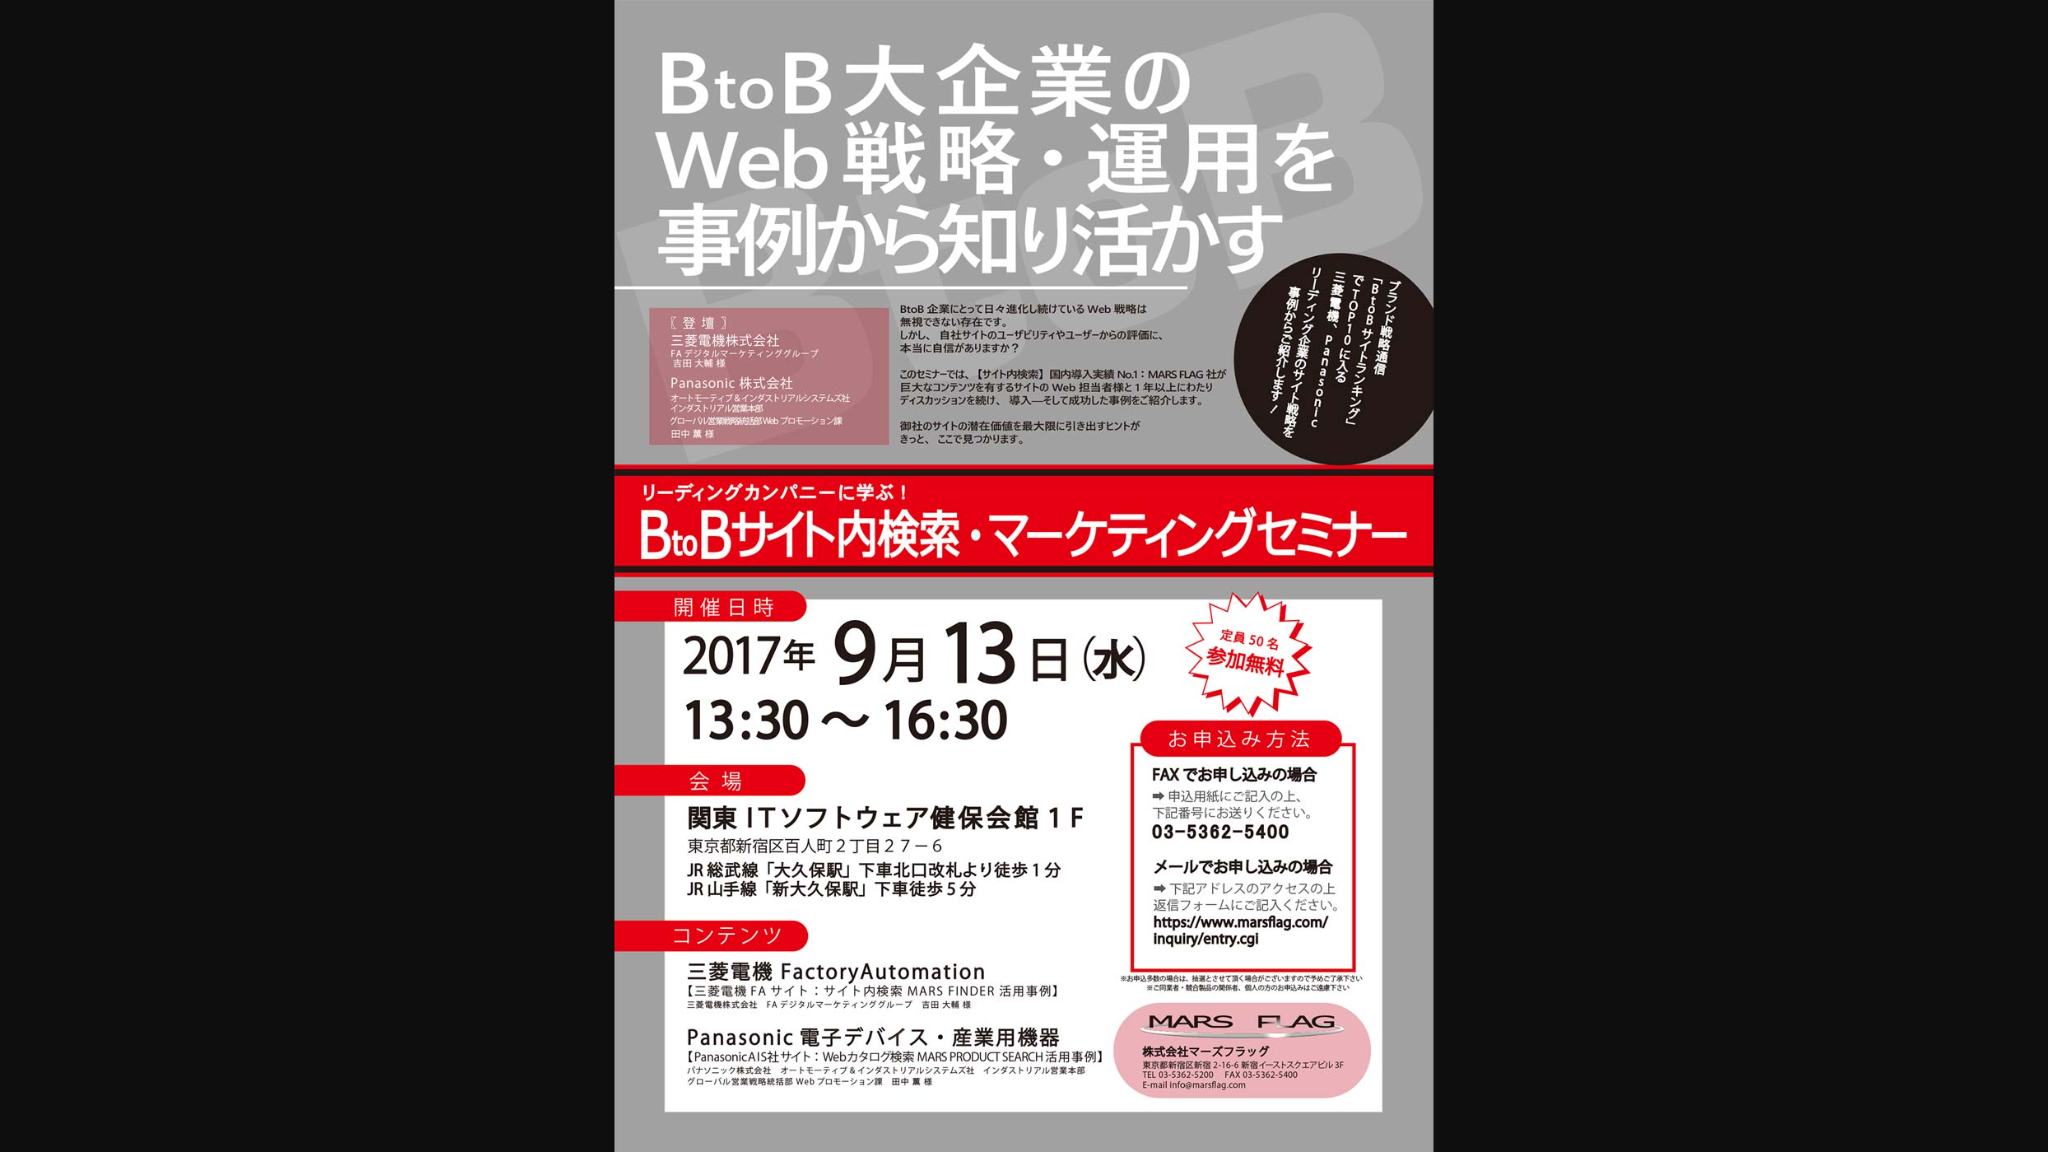 BtoB大企業の
Web戦略・運用を
事例から知り活かす
ブランド戦略通信
「BtoBサイトランキング」
でTOP10に入る
三菱電機、Panasonic
リーディング企業のサイト戦略を
事例からご紹介します！
〖登壇〗
三菱電機株式会社
FAデジタルマーケティンググループ
吉田 大輔 様
Panasonic 株式会社
オートモーティブ＆インダストリアルシステムズ社
インダストリアル営業本部
グローバル営業戦略統括部Webプロモーション課
田中 薫 様
BtoB 企業にとって日々進化し続けている Web 戦略は
無視できない存在です。
しかし、自社サイトのユーザビリティやユーザーからの評価に、
本当に自信がありますか？
このセミナーでは、【サイト内検索】国内導入実績 No.1：MARS FLAG 社が
巨大なコンテンツを有するサイトの Web 担当者様と1年以上にわたり
ディスカッションを続け、導入―そして成功した事例をご紹介します。
御社のサイトの潜在価値を最大限に引き出すヒントが
きっと、ここで見つかります。
リーディングカンパニーに学ぶ！
BtoBサイト内検索・マーケティングセミナー
開催日時
2017年 9月13日（水）
13:30～16:30
定員50名
参加無料
会場
関東ITソフトウェア健保会館1F
東京都新宿区百人町２丁目２７－６
JR総武線「大久保駅」下車北口改札より徒歩1分
JR山手線「新大久保駅」下車徒歩5分
コンテンツ
三菱電機 FactoryAutomation
【三菱電機FAサイト：サイト内検索 MARS FINDER 活用事例】
三菱電機株式会社　FAデジタルマーケティンググループ　吉田 大輔 様
Panasonic 電子デバイス・産業用機器
【PanasonicAIS社サイト：Webカタログ検索 MARS PRODUCT SEARCH 活用事例】
パナソニック株式会社　オートモーティブ＆インダストリアルシステムズ社　インダストリアル営業本部
グローバル営業戦略統括部 Web プロモーション課　田中 薫 様
お申込み方法
FAXでお申し込みの場合
➡申込用紙にご記入の上、
下記番号にお送りください。
03-5362-5400
メールでお申し込みの場合
➡下記アドレスのアクセスの上
返信フォームにご記入ください。
https://www.marsflag.com/
inquiry/entry.cgi
※お申込多数の場合は、抽選とさせて頂く場合がございますので予めご了承下さい
※ご同業者・競合製品の関係者、個人の方のお申込みはご遠慮下さい
MARS FLAG
株式会社マーズフラッグ
東京都新宿区新宿 2-16-6 新宿イーストスクエアビル 3F
TEL 03-5362-5200　FAX 03-5362-5400
E-mail Info@marsflag.com